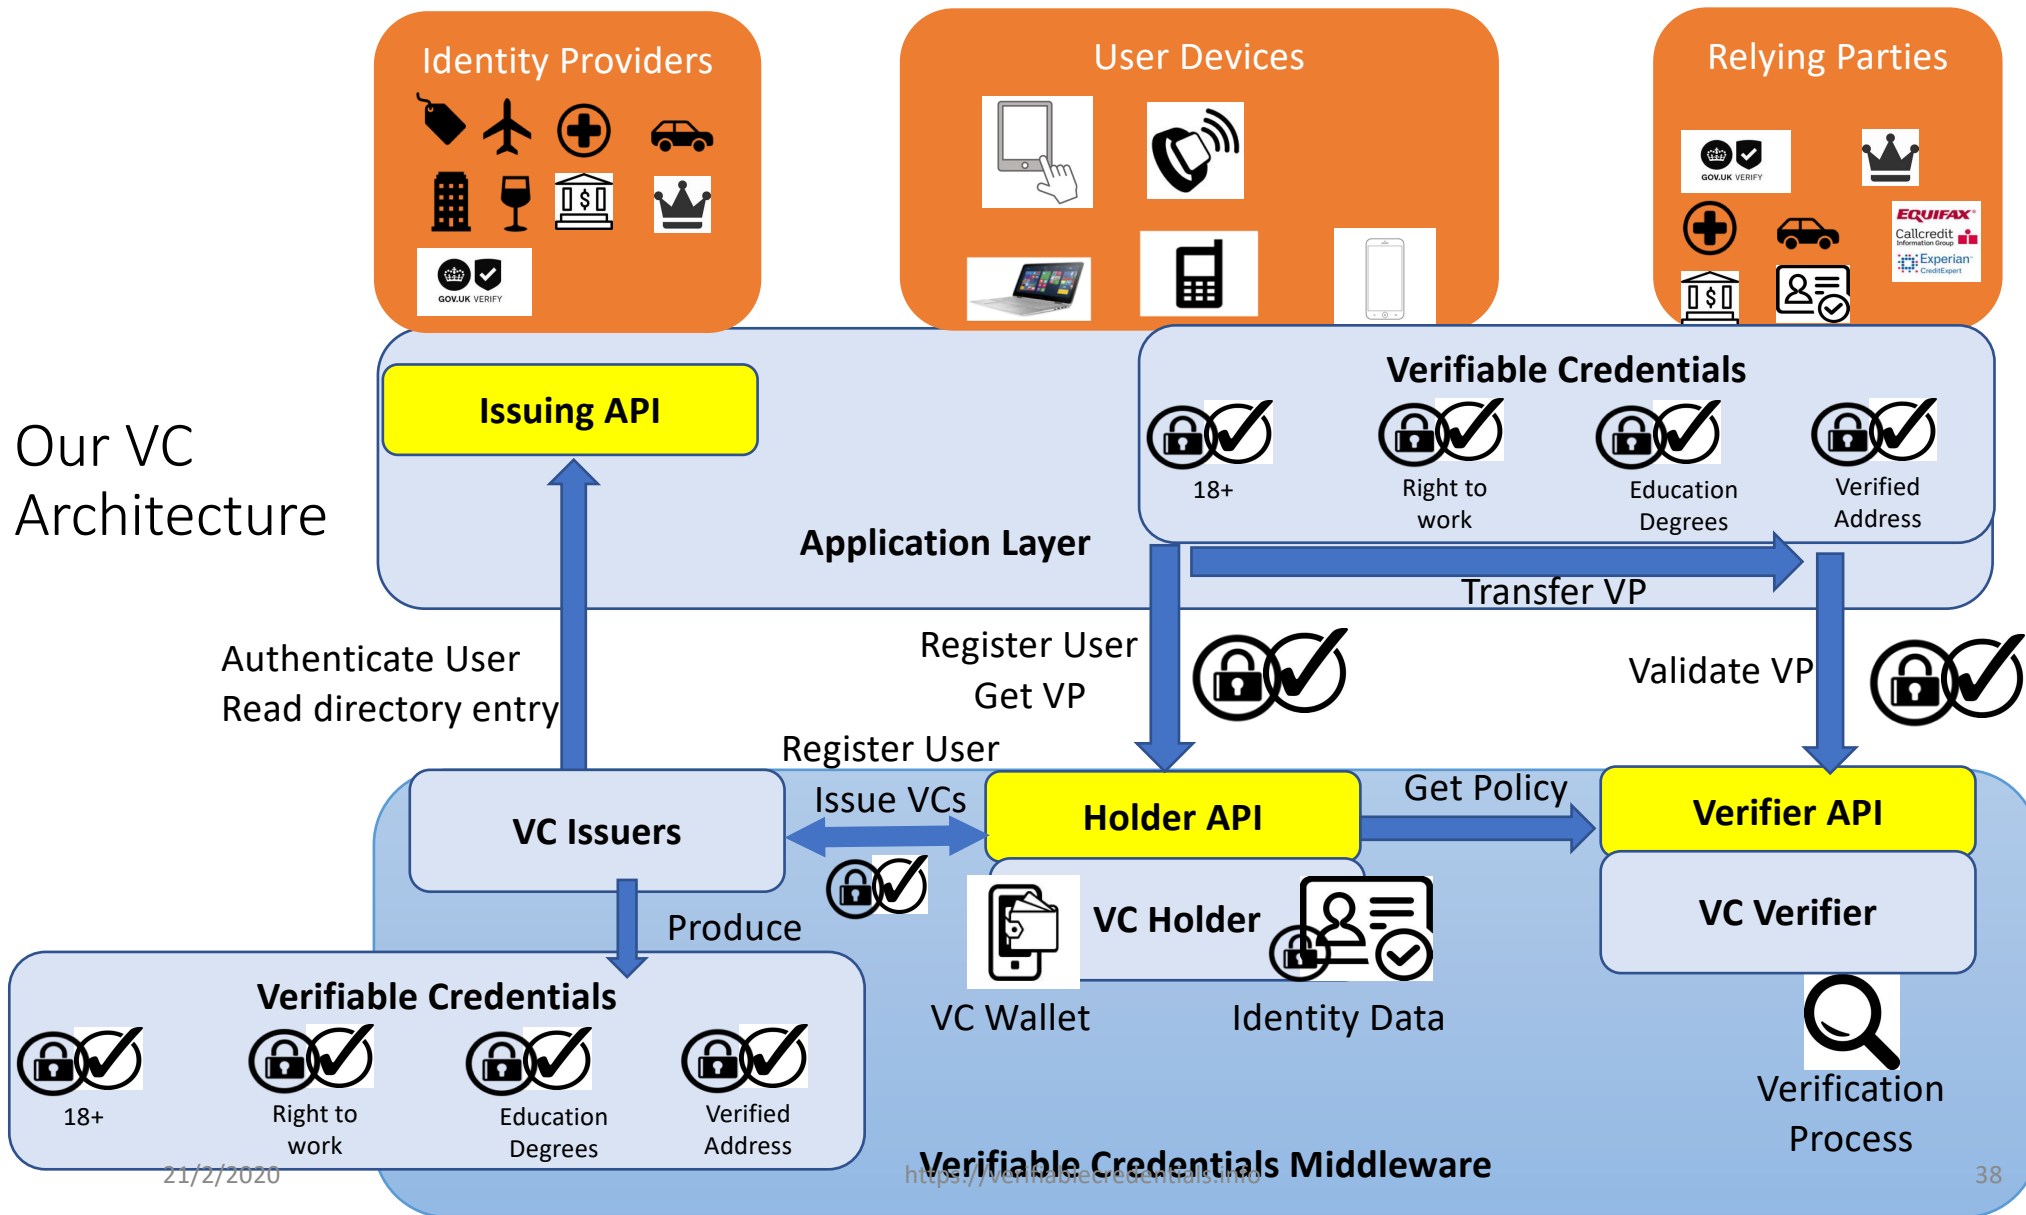 Identity Providers
User Devices
Relying Parties
GOV.UK VERIFY
EQUIFAX
Callcredit
Information Group
Experian
CreditExpert
$
$
GOV.UK VERIFY
Our VC
Architecture
Issuing API
Verifiable Credentials
18+
Right to
work
Education
Degrees
Verified
Address
Application Layer
Transfer VP
Authenticate User
Read directory entry
Register User
Get VP
Validate VP
Register User
Issue VCs
VC Issuers
Holder API
Get Policy
Verifier API
VC Holder
VC Verifier
Produce
VC Wallet
Identity Data
Verification
Process
Verifiable Credentials
18+
Right to
work
Education
Degrees
Verified
Address
Verifiable Credentials Middleware
21/2/2020
https://verifiablecredentials.info
38